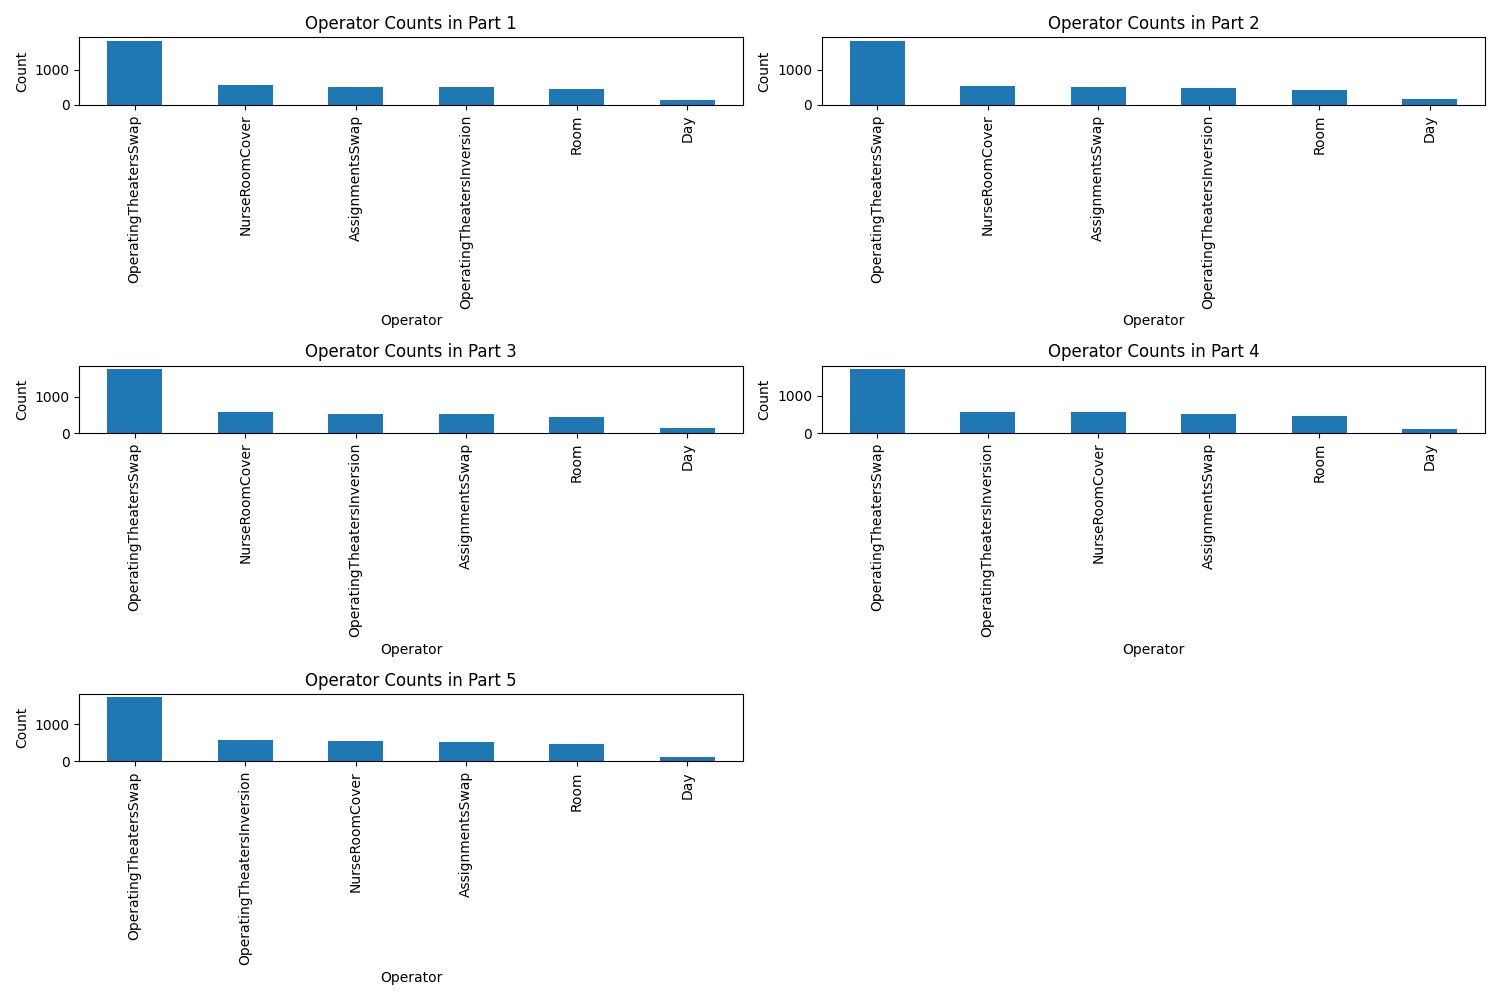 Operator Counts in Part 1
Count
1000
0
OperatingTheatersSwap
NurseRoomCover
AssignmentsSwap
OperatingTheatersInversion
Room
Day
Operator
Operator Counts in Part 2
Count
1000
0
OperatingTheatersSwap
NurseRoomCover
AssignmentsSwap
OperatingTheatersInversion
Room
Day
Operator
Operator Counts in Part 3
Count
1000
0
OperatingTheatersSwap
NurseRoomCover
OperatingTheatersInversion
AssignmentsSwap
Room
Day
Operator
Operator Counts in Part 4
Count
1000
0
OperatingTheatersSwap
OperatingTheatersInversion
NurseRoomCover
AssignmentsSwap
Room
Day
Operator
Operator Counts in Part 5
Count
1000
0
OperatingTheatersSwap
OperatingTheatersInversion
NurseRoomCover
AssignmentsSwap
Room
Day
Operator